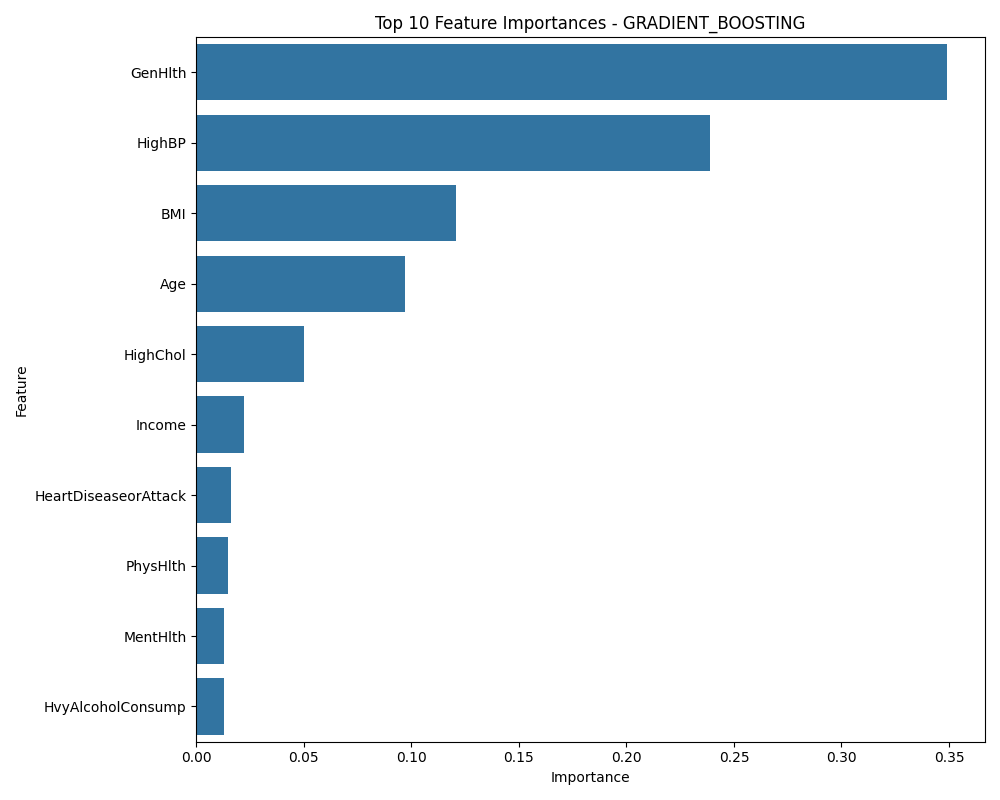 Top 10 Feature Importances - GRADIENT_BOOSTING
GenHlth
HighBP
BMI
Age
HighChol
Income
HeartDiseaseorAttack
PhysHlth
MentHlth
HvyAlcoholConsump
Feature
0.00 0.05 0.10 0.15 0.20 0.25 0.30 0.35
Importance